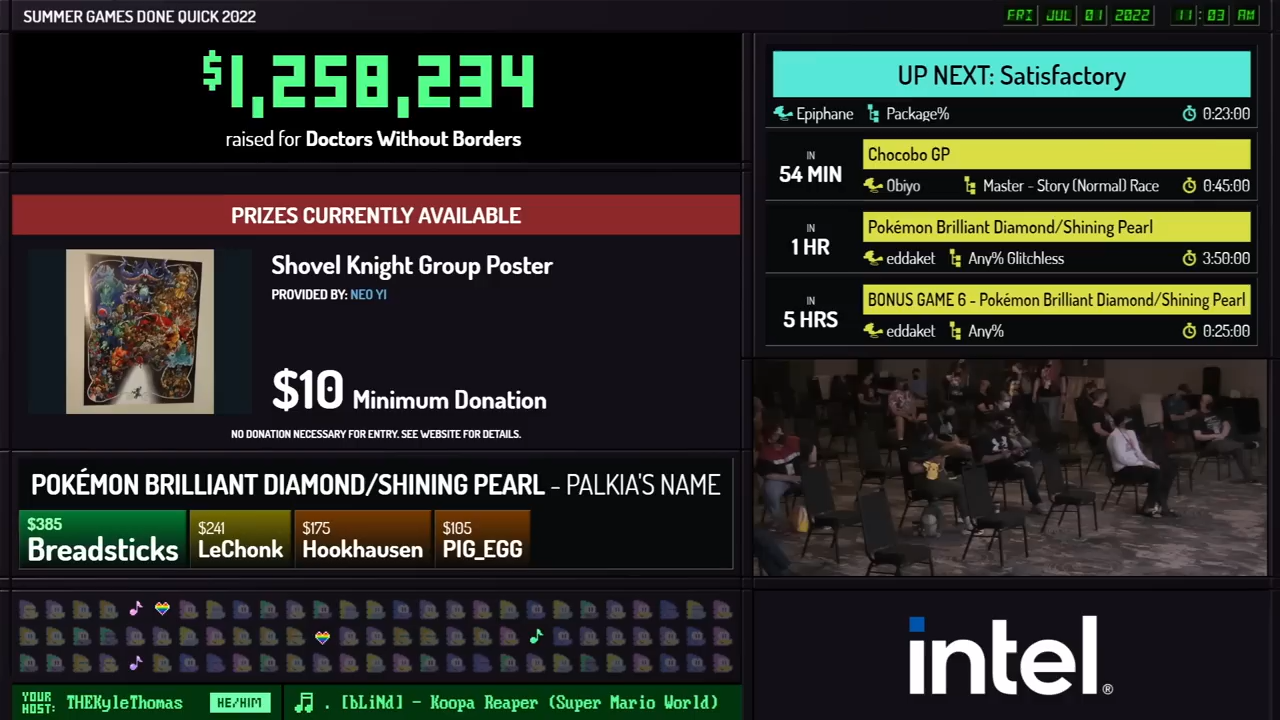 SUMMER GAMES DONE QUICK 2022
FRI JUL 01 2022 11:03 AM
$1,258,234
raised for Doctors Without Borders
PRIZES CURRENTLY AVAILABLE
Shovel Knight Group Poster
PROVIDED BY: NEO YI
$10 Minimum Donation
NO DONATION NECESSARY FOR ENTRY. SEE WEBSITE FOR DETAILS.
POKÉMON BRILLIANT DIAMOND/SHINING PEARL - PALKIA'S NAME
$385 $241 $175 $105
Breadsticks LeChonk Hookhausen PIG_EGG
YOUR HOST: THEKyleThomas HE/HIM . [bLiNd] - Koopa Reaper (Super Mario World)
UP NEXT: Satisfactory
Epiphane Package% 0:23:00
IN 54 MIN
Chocobo GP
Obiyo Master - Story (Normal) Race 0:45:00
IN 1 HR
Pokémon Brilliant Diamond/Shining Pearl
eddaket Any% Glitchless 3:50:00
IN 5 HRS
BONUS GAME 6 - Pokémon Brilliant Diamond/Shining Pearl
eddaket Any% 0:25:00
intel®